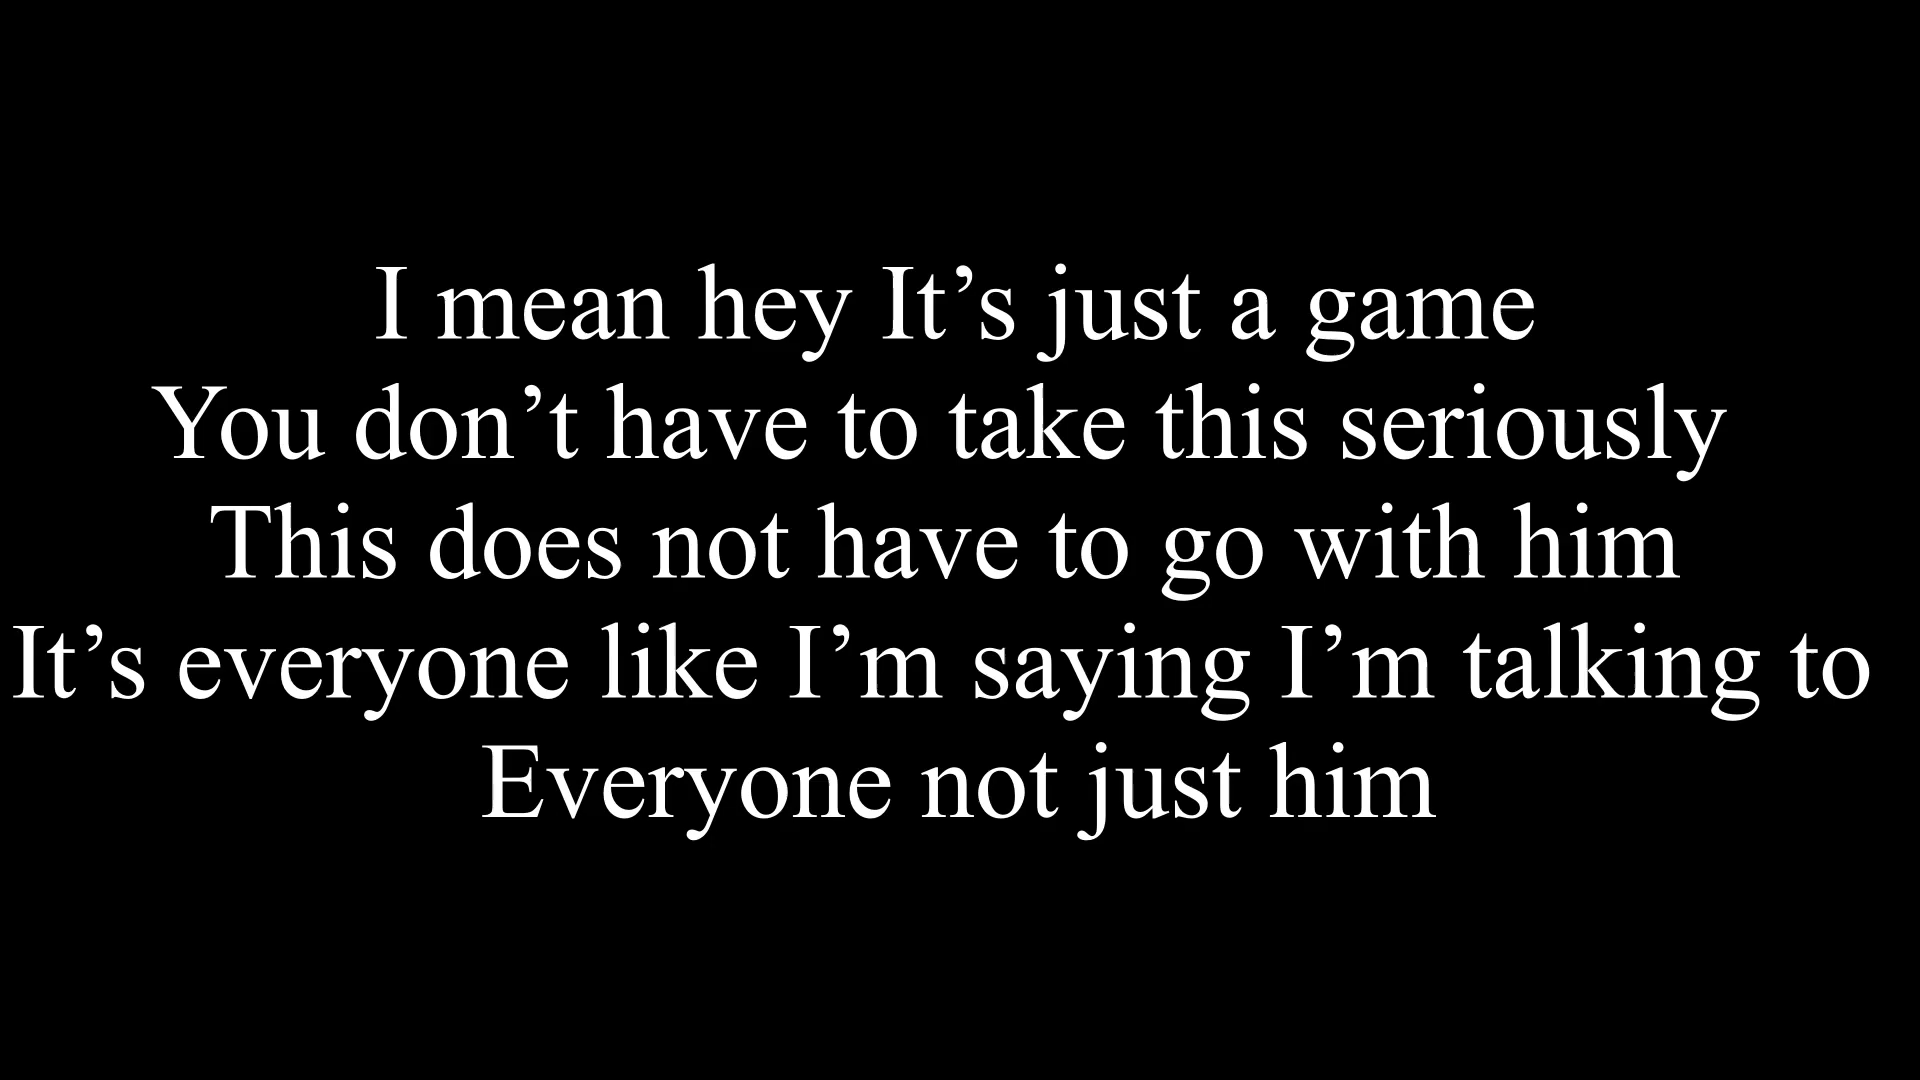 I mean hey It’s just a game
You don’t have to take this seriously
This does not have to go with him
It’s everyone like I’m saying I’m talking to
Everyone not just him